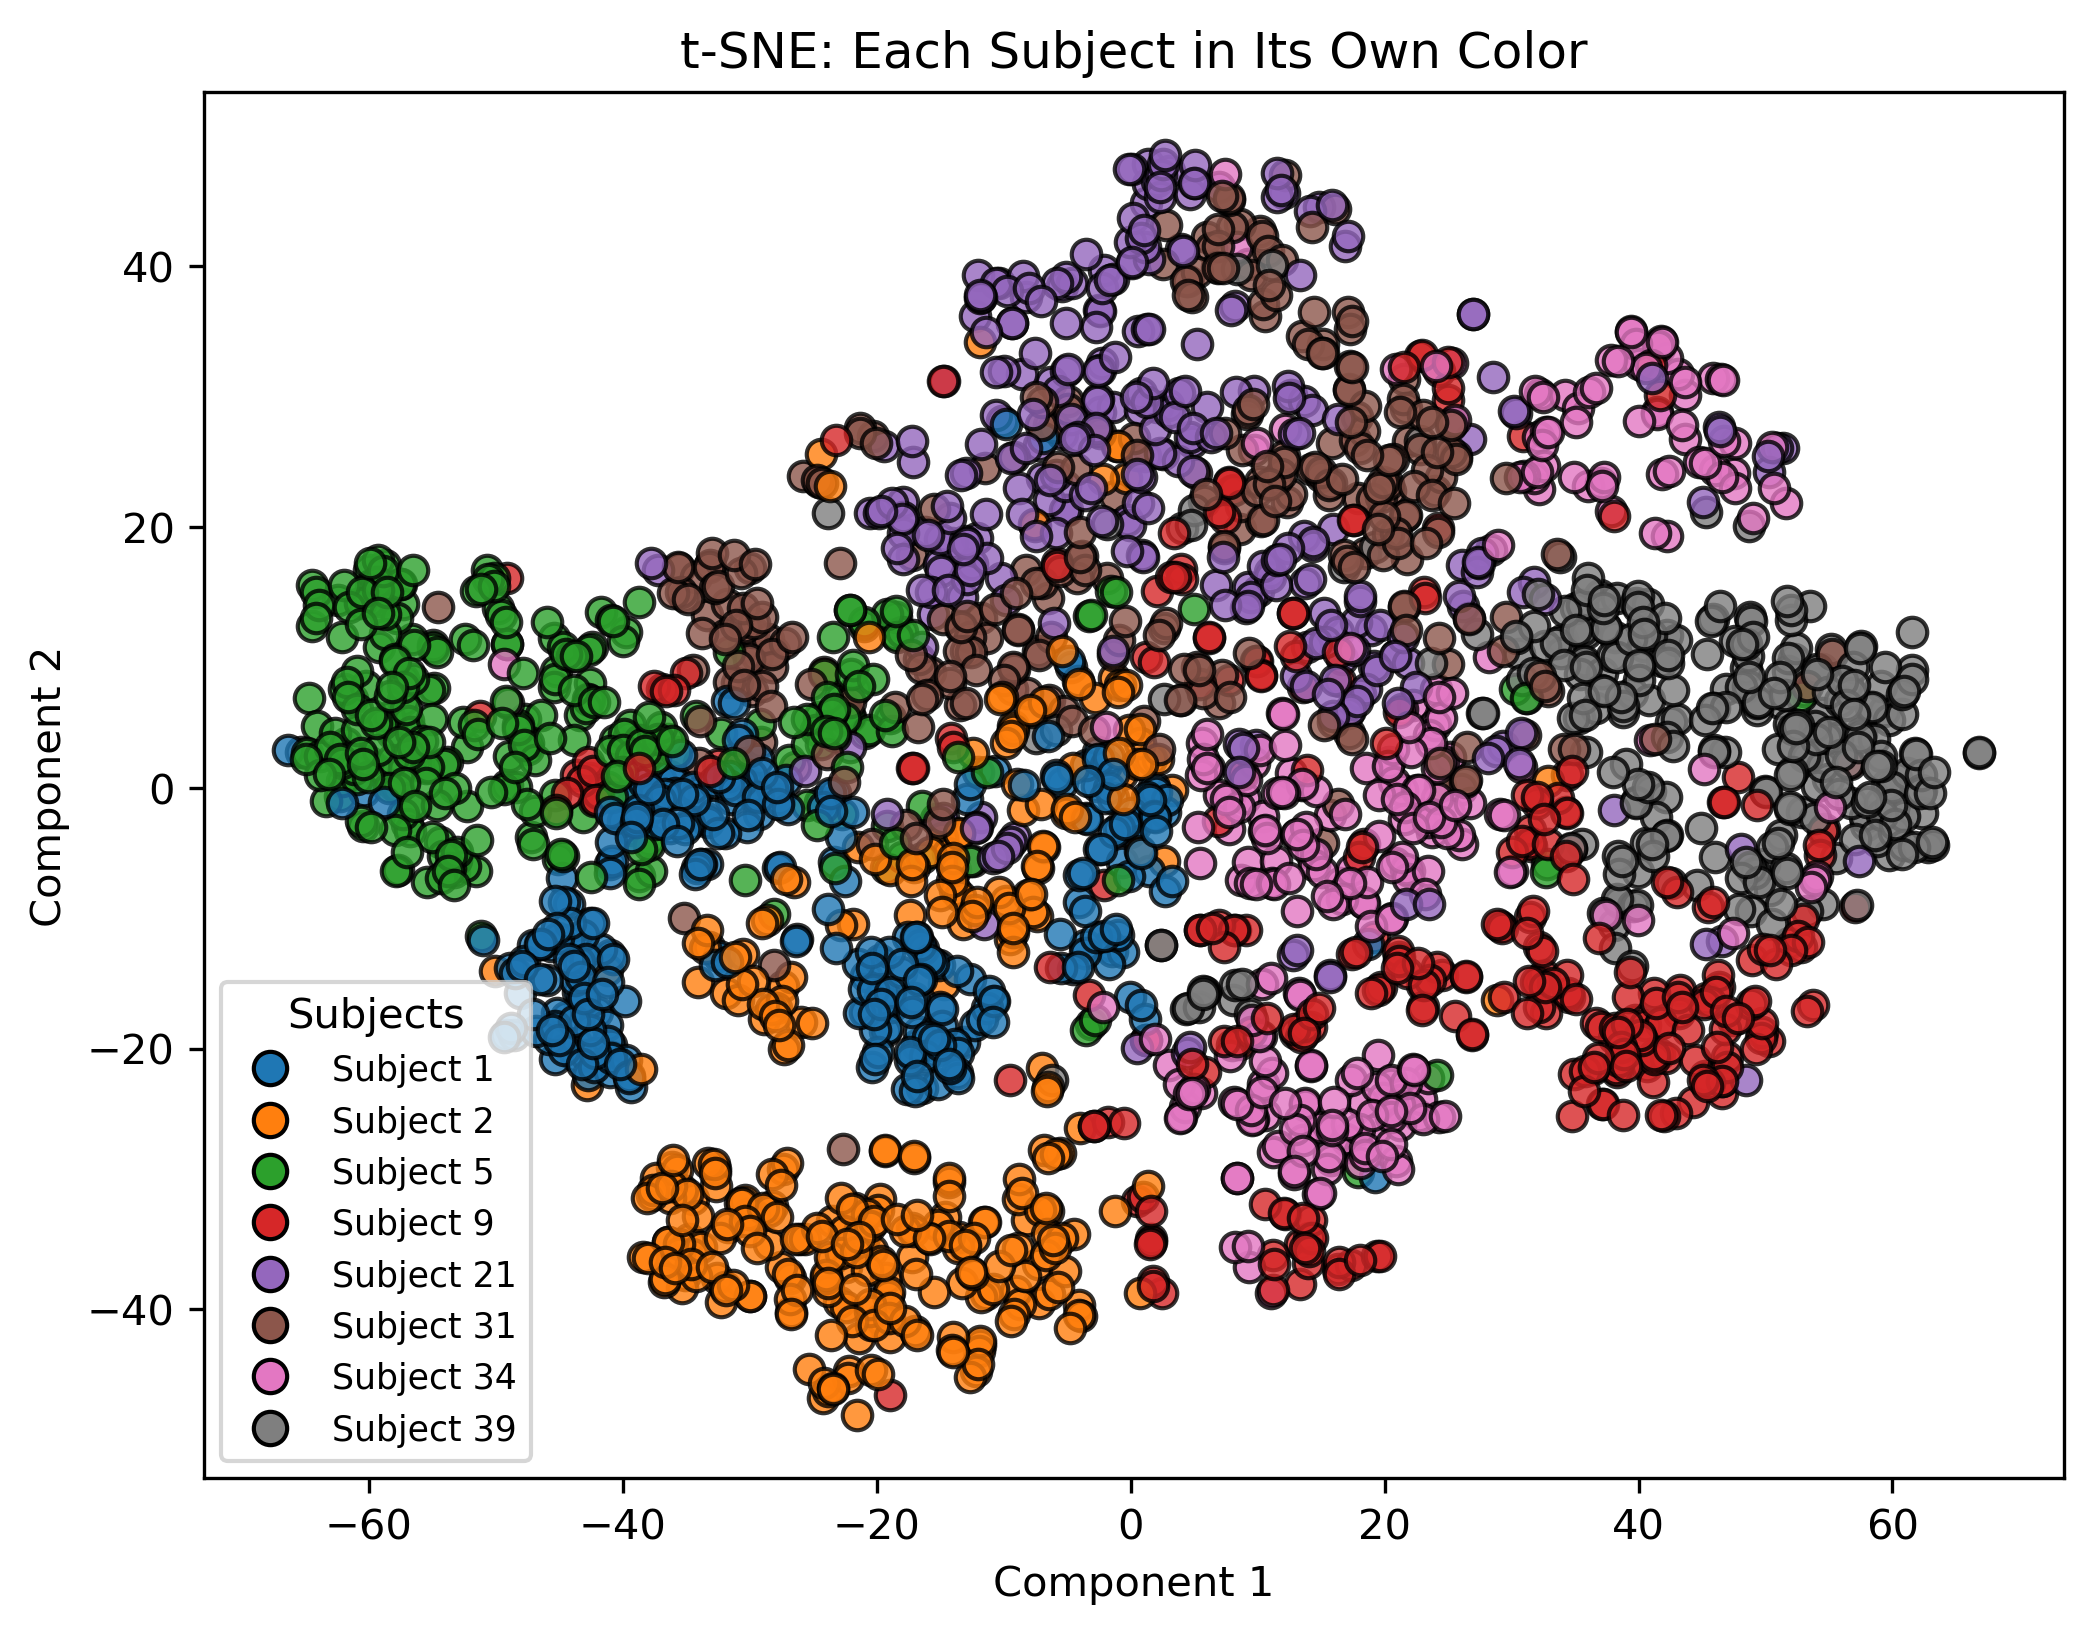 t-SNE: Each Subject in Its Own Color
Component 2
40
20
0
−20
−40
Subjects
Subject 1
Subject 2
Subject 5
Subject 9
Subject 21
Subject 31
Subject 34
Subject 39
−60
−40
−20
0
20
40
60
Component 1